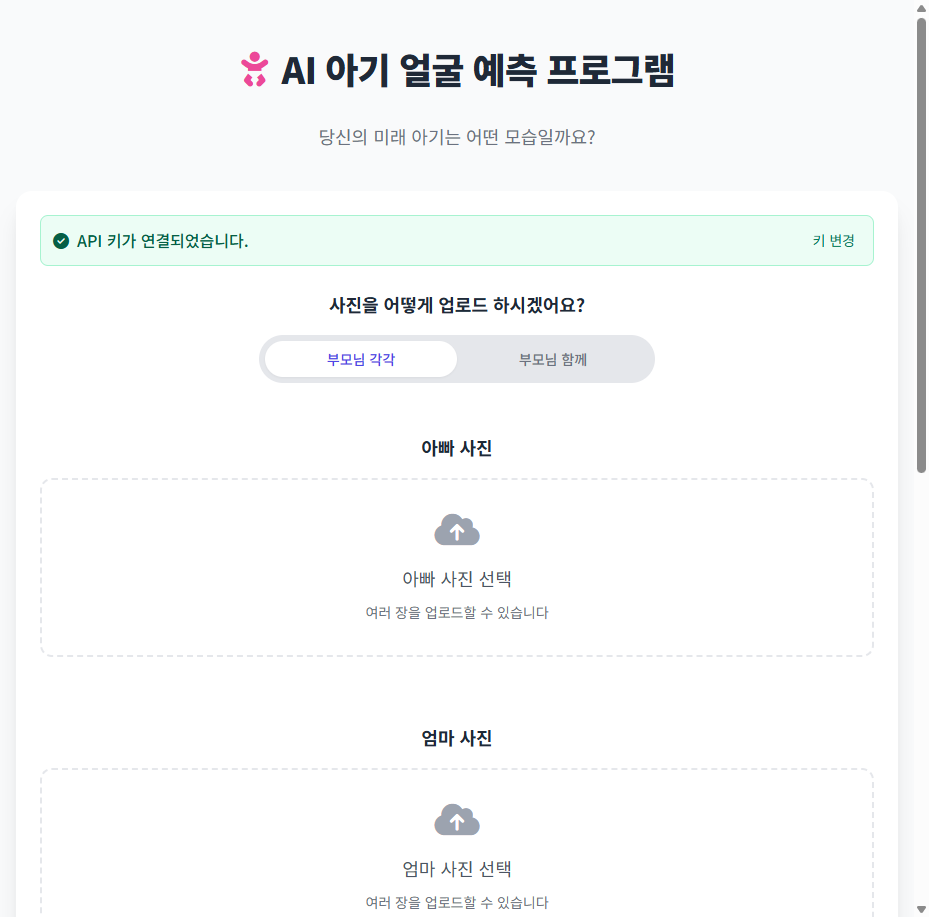 AI 아기 얼굴 예측 프로그램
당신의 미래 아기는 어떤 모습일까요?
API 키가 연결되었습니다.
키 변경
사진을 어떻게 업로드 하시겠어요?
부모님 각각
부모님 함께
아빠 사진
아빠 사진 선택
여러 장을 업로드할 수 있습니다
엄마 사진
엄마 사진 선택
여러 장을 업로드할 수 있습니다